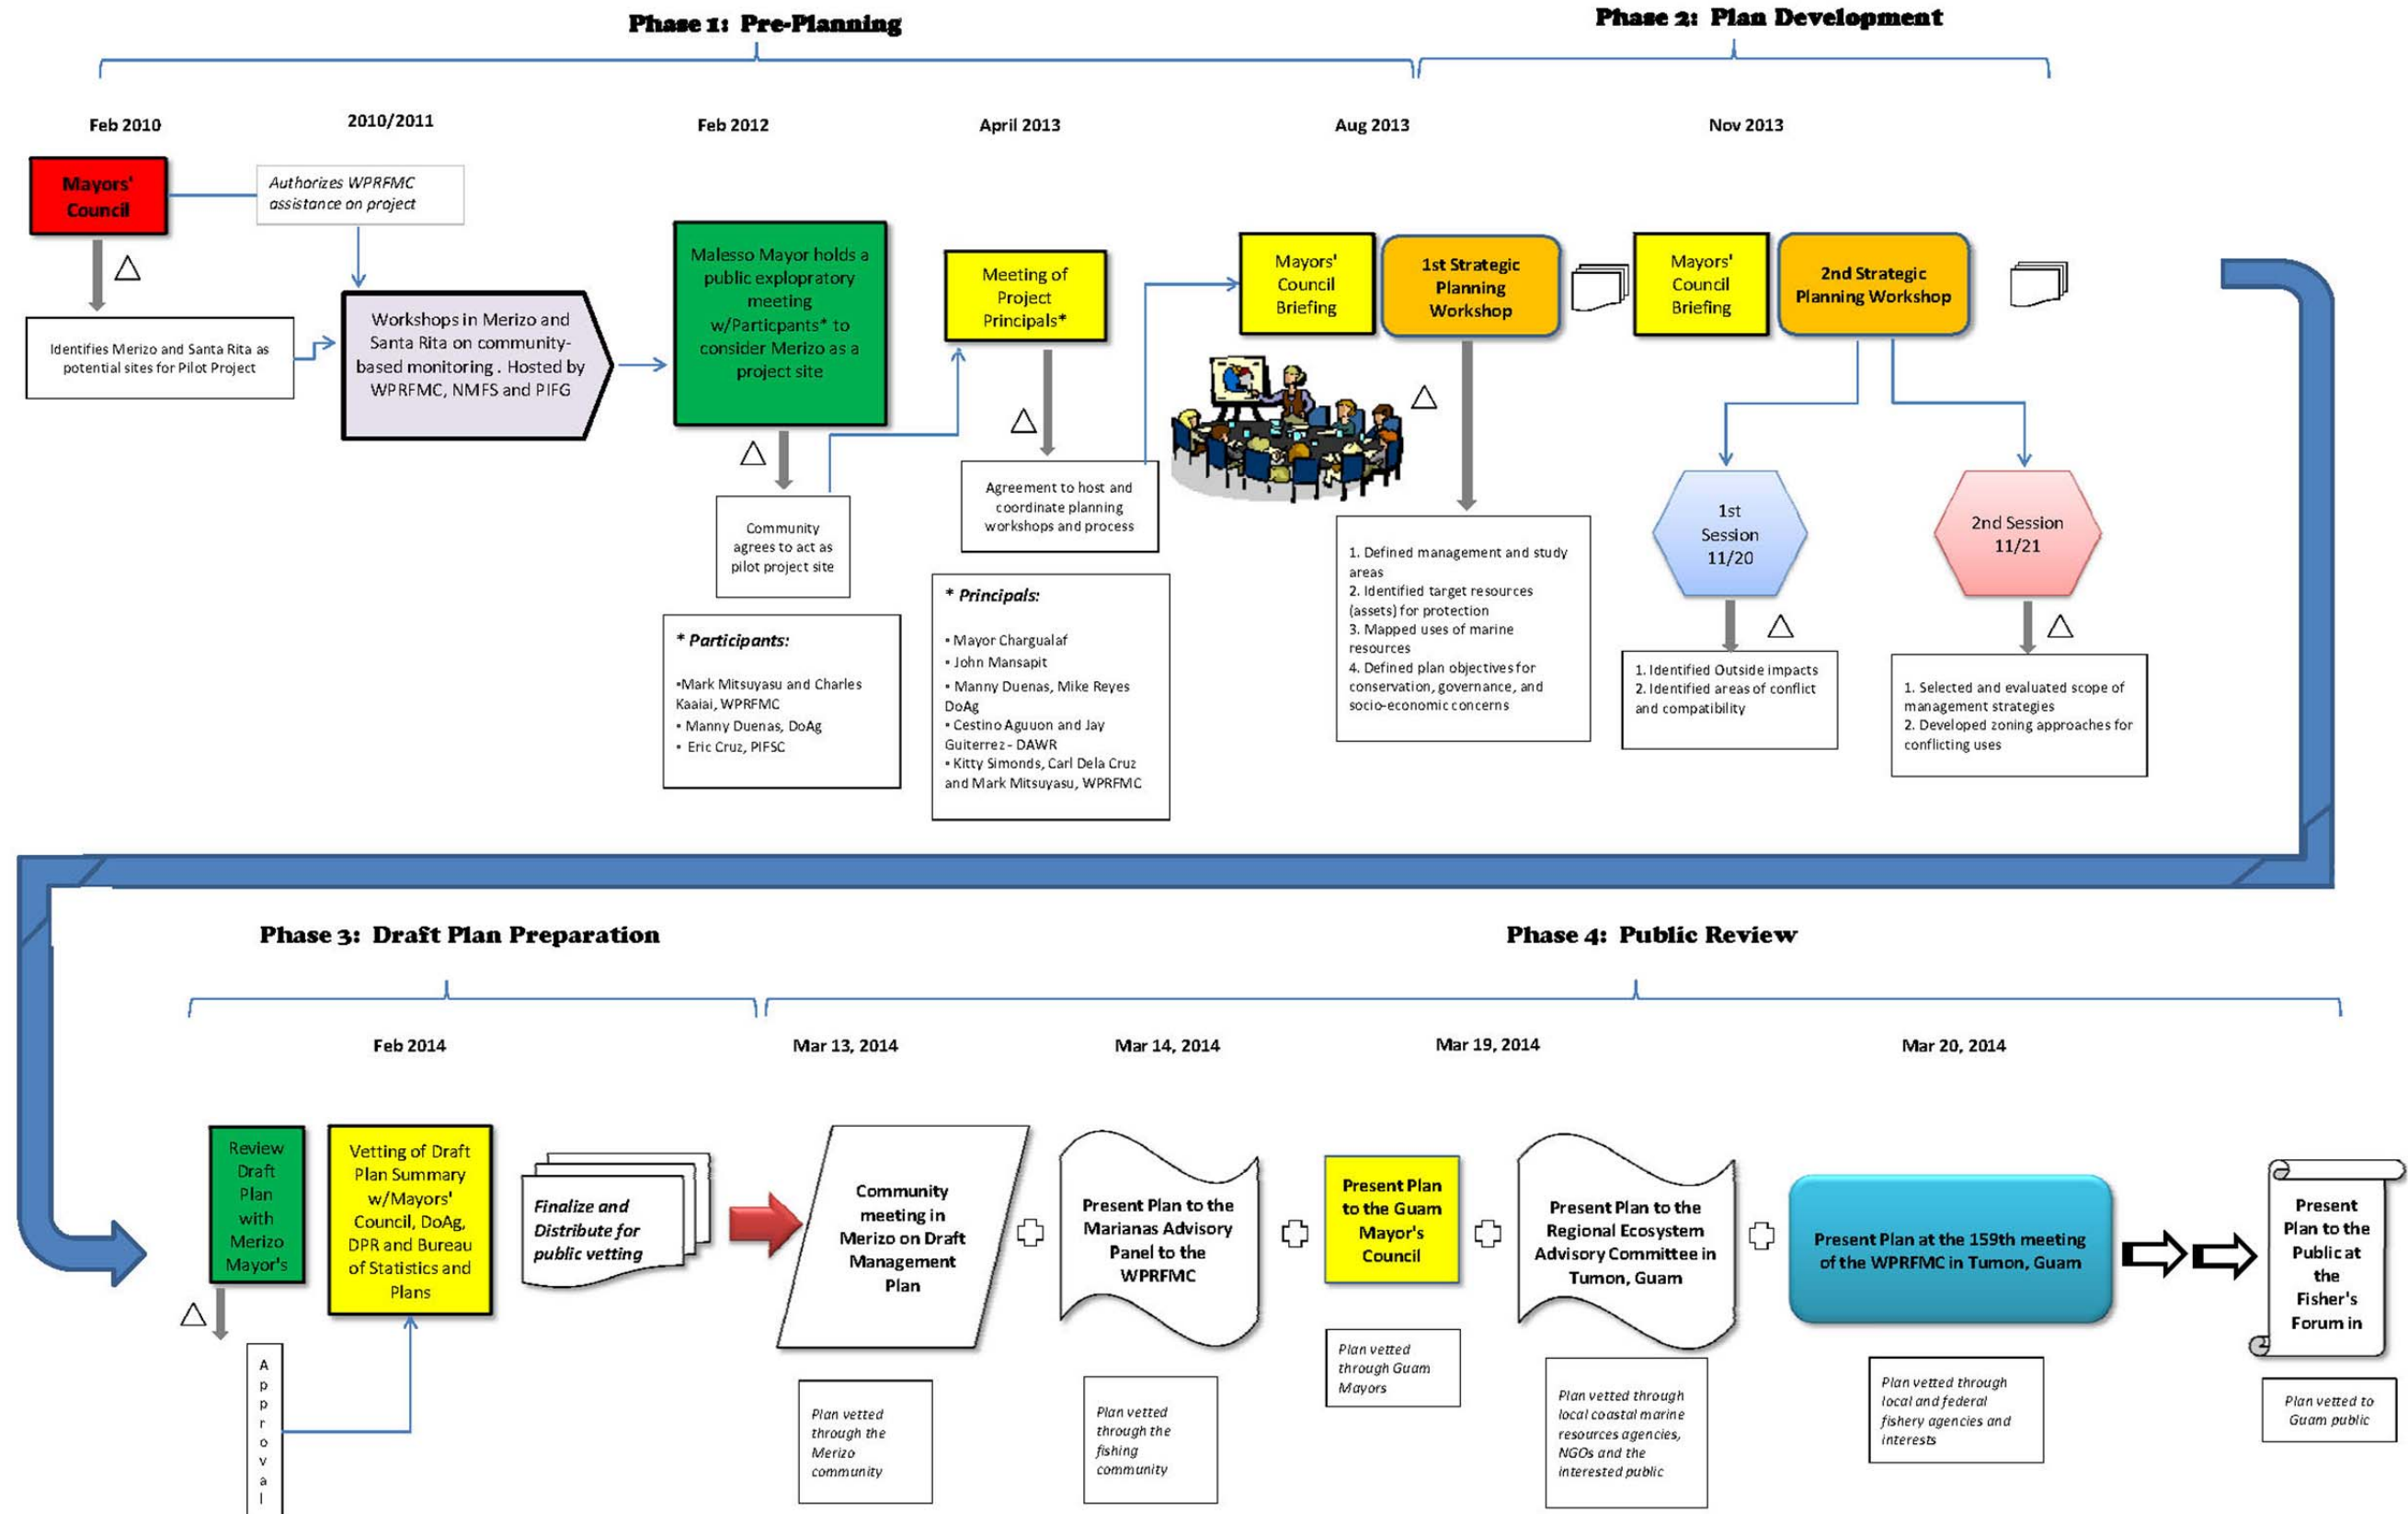 Phase 1: Pre-Planning
Phase 2: Plan Development
Feb 2010
2010/2011
Feb 2012
April 2013
Aug 2013
Nov 2013
Mayors'
Council
Authorizes WPRFMC
assistance on project
Identifies Merizo and Santa Rita as
potential sites for Pilot Project
Workshops in Merizo and
Santa Rita on community-
based monitoring . Hosted by
WPRFMC, NMFS and PIFG
Malesso Mayor holds a
public explopratory
meeting
w/Particpants* to
consider Merizo as a
project site
Community
agrees to act as
pilot project site
* Participants:
•Mark Mitsuyasu and Charles
Kaaiai, WPRFMC
• Manny Duenas, DoAg
• Eric Cruz, PIFSC
Meeting of
Project
Principals*
Agreement to host and
coordinate planning
workshops and process
* Principals:
• Mayor Chargualaf
• John Mansapit
• Manny Duenas, Mike Reyes
DoAg
• Cestino Aguuon and Jay
Guiterrez - DAWR
• Kitty Simonds, Carl Dela Cruz
and Mark Mitsuyasu, WPRFMC
Mayors'
Council
Briefing
1st Strategic
Planning
Workshop
1. Defined management and study
areas
2. Identified target resources
(assets) for protection
3. Mapped uses of marine
resources
4. Defined plan objectives for
conservation, governance, and
socio-economic concerns
Mayors'
Council
Briefing
2nd Strategic
Planning Workshop
1st
Session
11/20
2nd Session
11/21
1. Identified Outside impacts
2. Identified areas of conflict
and compatibility
1. Selected and evaluated scope of
management strategies
2. Developed zoning approaches for
conflicting uses
Phase 3: Draft Plan Preparation
Phase 4: Public Review
Feb 2014
Mar 13, 2014
Mar 14, 2014
Mar 19, 2014
Mar 20, 2014
Review
Draft
Plan
with
Merizo
Mayor's
Approval
Vetting of Draft
Plan Summary
w/Mayors'
Council, DoAg,
DPR and Bureau
of Statistics and
Plans
Finalize and
Distribute for
public vetting
Community
meeting in
Merizo on Draft
Management
Plan
Plan vetted
through the
Merizo
community
Present Plan to the
Marianas Advisory
Panel to the
WPRFMC
Plan vetted
through the
fishing
community
Present Plan
to the Guam
Mayor's
Council
Plan vetted
through Guam
Mayors
Present Plan to the
Regional Ecosystem
Advisory Committee in
Tumon, Guam
Plan vetted through
local coastal marine
resources agencies,
NGOs and the
interested public
Present Plan at the 159th meeting
of the WPRFMC in Tumon, Guam
Plan vetted through
local and federal
fishery agencies and
interests
Present
Plan to the
Public at
the
Fisher's
Forum in
Plan vetted to
Guam public